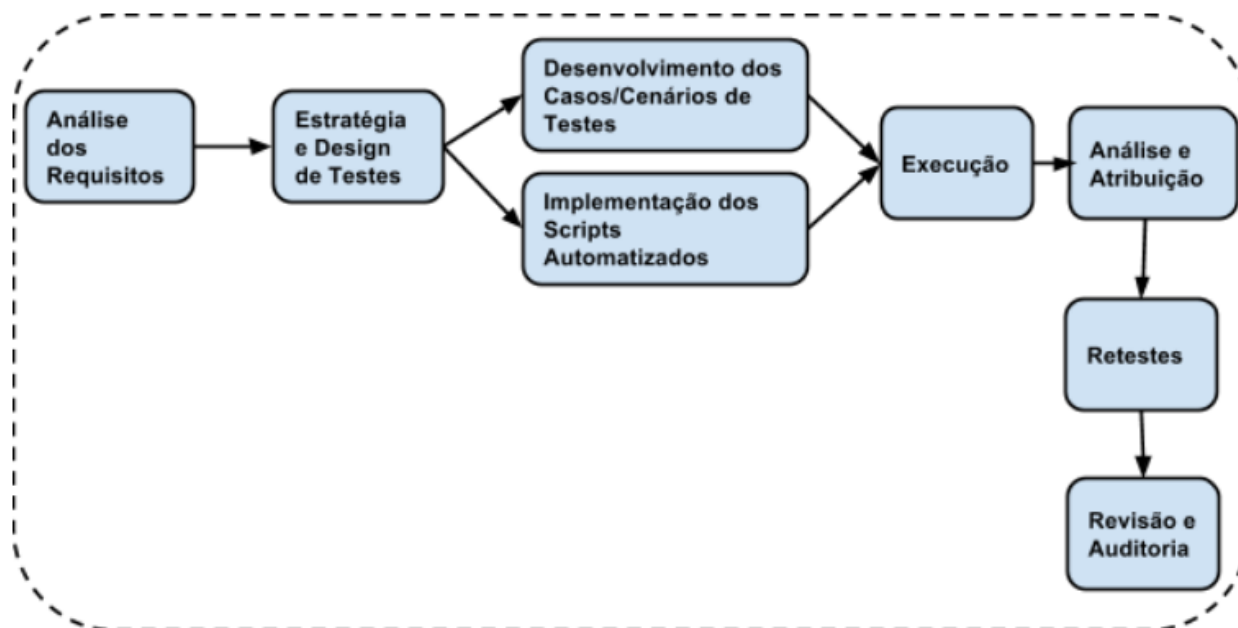 Análise
dos
Requisitos
Estratégia
e Design
de Testes
Desenvolvimento dos
Casos/Cenários de
Testes
Implementação dos
Scripts
Automatizados
Execução
Análise e
Atribuição
Retestes
Revisão e
Auditoria